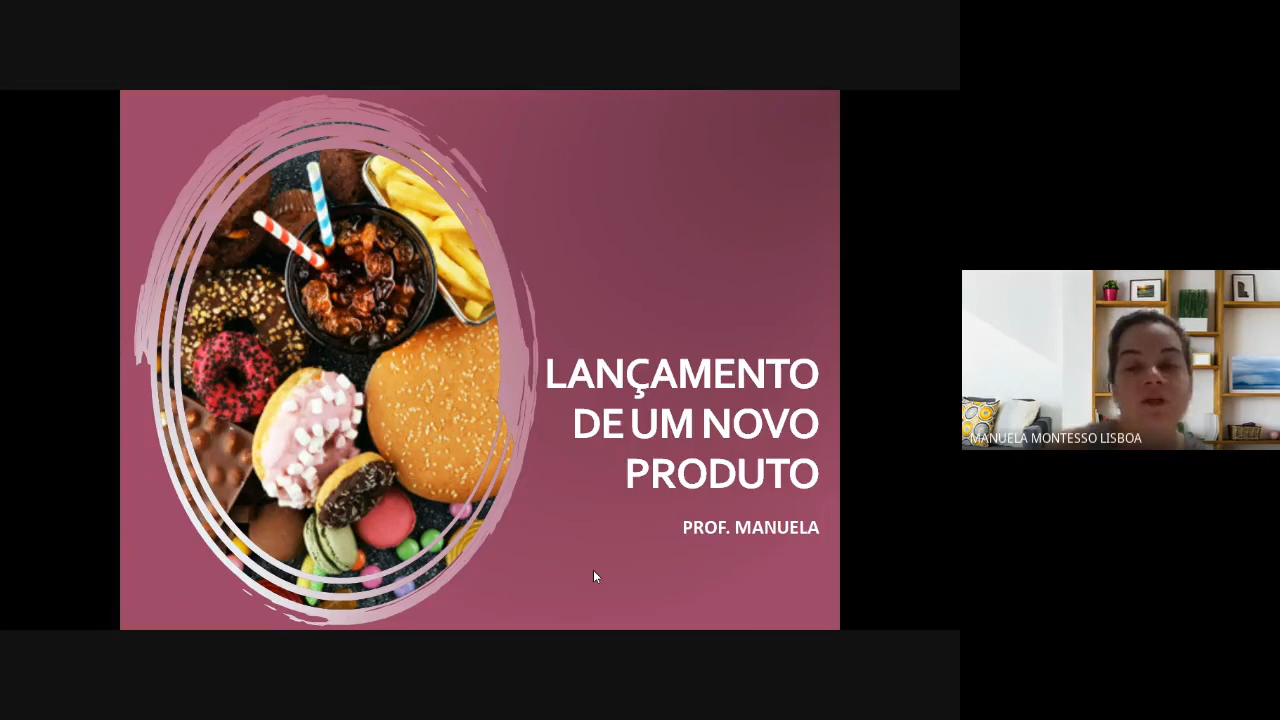 LANÇAMENTO
DE UM NOVO
PRODUTO
PROF. MANUELA
MANUELA MONTESSO LISBOA